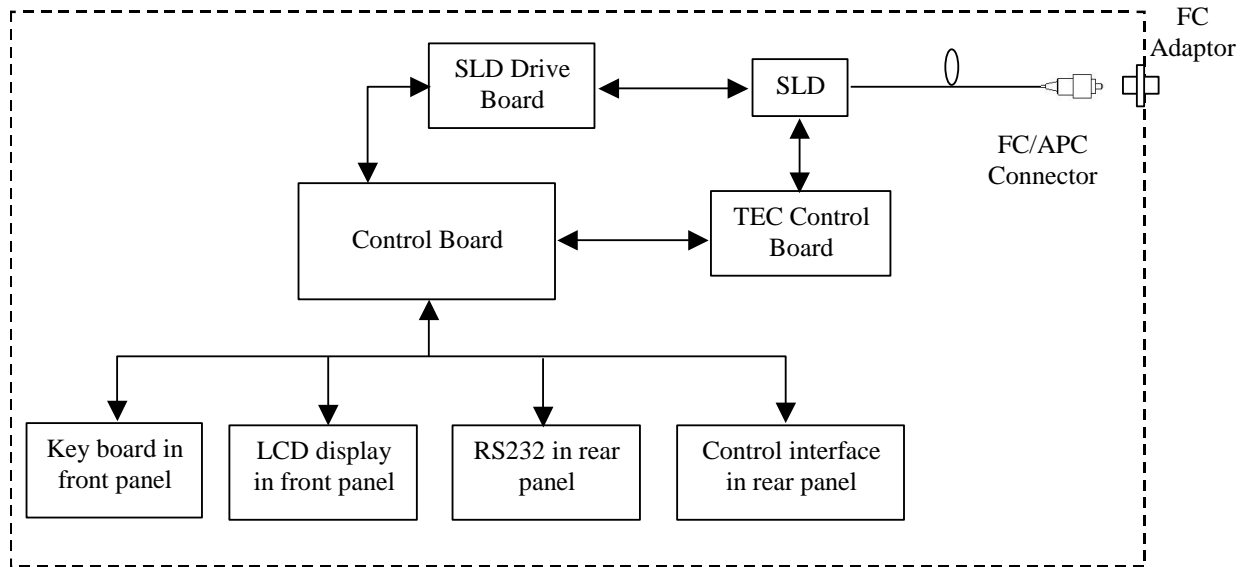 FC
Adaptor
SLD Drive
Board
SLD
FC/APC
Connector
Control Board
TEC Control
Board
Key board in
front panel
LCD display
in front panel
RS232 in rear
panel
Control interface
in rear panel